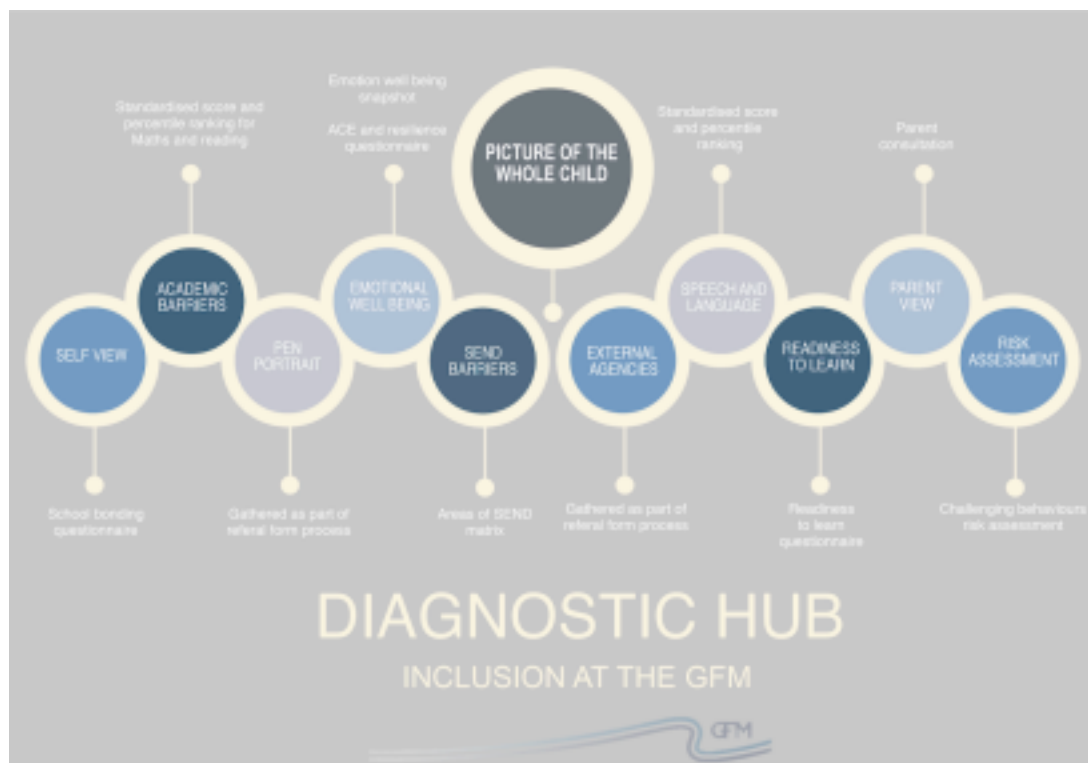 Emotion well being
snapshot
ACE and resilience
questionnaire
Standardised score and
percentile ranking for
Maths and reading
Standardised score
and percentile
ranking
Parent
consultation
PICTURE OF THE
WHOLE CHILD
SELF VIEW
ACADEMIC
BARRIERS
PEN
PORTRAIT
EMOTIONAL
WELL BEING
SEND
BARRIERS
EXTERNAL
AGENCIES
SPEECH AND
LANGUAGE
READINESS
TO LEARN
PARENT
VIEW
RISK
ASSESSMENT
School bonding
questionnaire
Gathered as part of
referal form process
Areas of SEND
matrix
Gathered as part of
referal form process
Readiness
to learn
questionnaire
Challenging behaviours
risk assessment
DIAGNOSTIC HUB
INCLUSION AT THE GFM
GFM